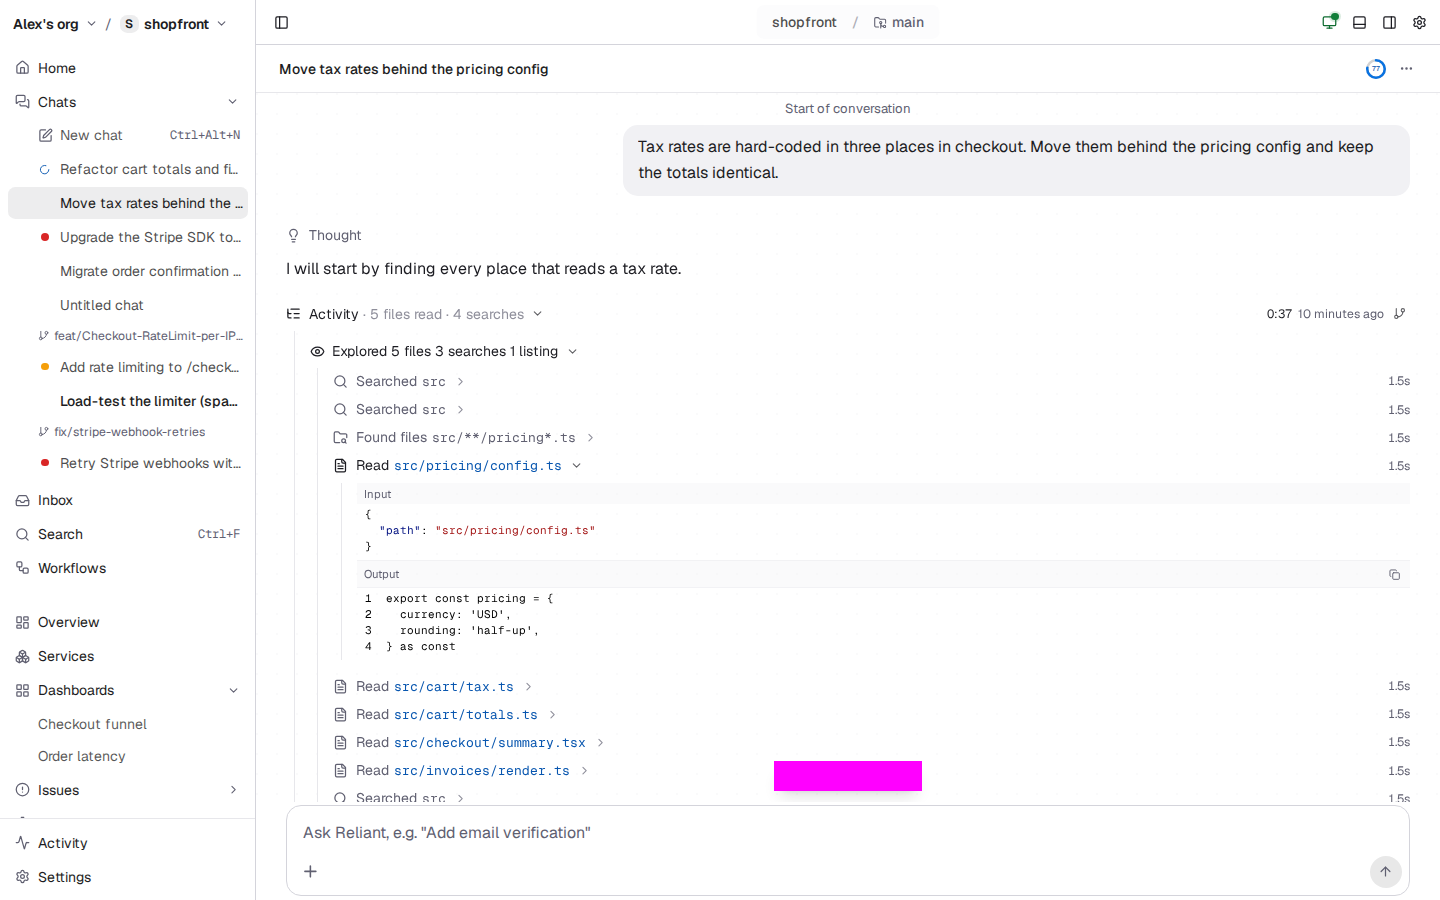 Alex's org / S shopfront
Home
Chats
New chat Ctrl+Alt+N
Refactor cart totals and fi…
Move tax rates behind the …
Upgrade the Stripe SDK to…
Migrate order confirmation …
Untitled chat
feat/Checkout-RateLimit-per-IP…
Add rate limiting to /check…
Load-test the limiter (spa…
fix/stripe-webhook-retries
Retry Stripe webhooks wit…
Inbox
Search Ctrl+F
Workflows
Overview
Services
Dashboards
Checkout funnel
Order latency
Issues
Activity
Settings
shopfront / main
Move tax rates behind the pricing config
77
Start of conversation
Tax rates are hard-coded in three places in checkout. Move them behind the pricing config and keep
the totals identical.
Thought
I will start by finding every place that reads a tax rate.
Activity · 5 files read · 4 searches 0:37 10 minutes ago
Explored 5 files 3 searches 1 listing
Searched src 1.5s
Searched src 1.5s
Found files src/**/pricing*.ts 1.5s
Read src/pricing/config.ts 1.5s
Input
{
"path": "src/pricing/config.ts"
}
Output
1 export const pricing = {
2 currency: 'USD',
3 rounding: 'half-up',
4 } as const
Read src/cart/tax.ts 1.5s
Read src/cart/totals.ts 1.5s
Read src/checkout/summary.tsx 1.5s
Read src/invoices/render.ts 1.5s
Searched src 1.5s
Ask Reliant, e.g. "Add email verification"